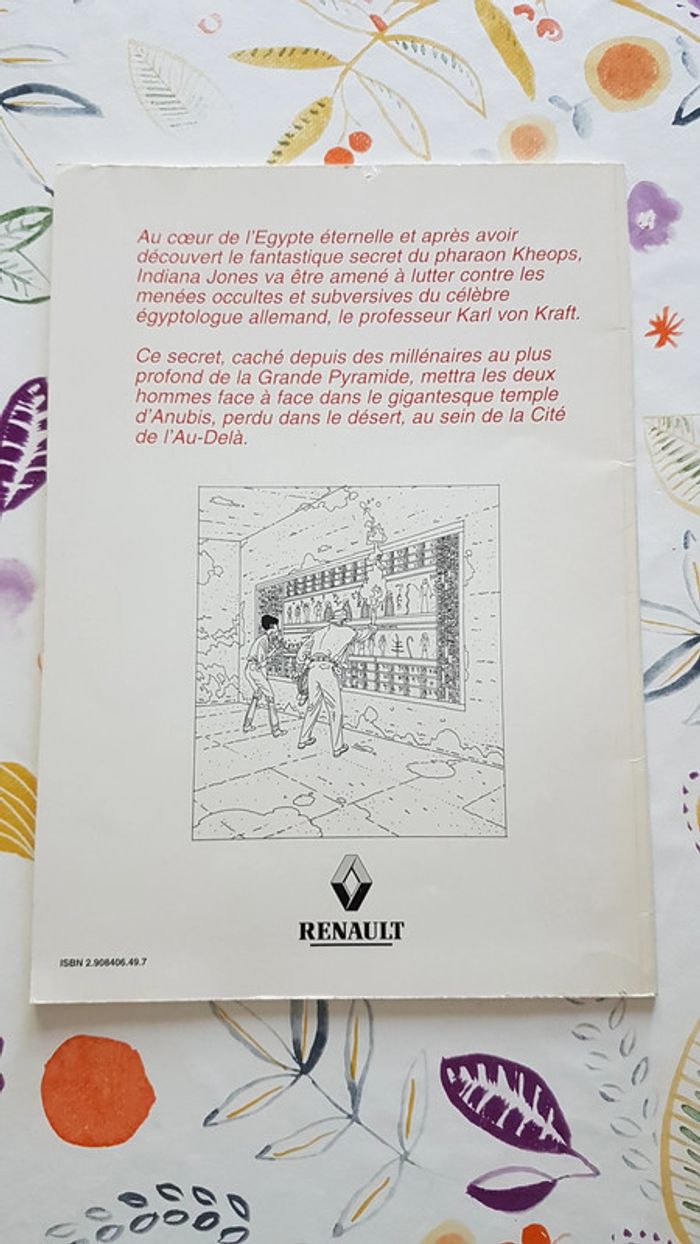 Au cœur de l'Egypte éternelle et après avoir
découvert le fantastique secret du pharaon Kheops,
Indiana Jones va être amené à lutter contre les
menées occultes et subversives du célèbre
égyptologue allemand, le professeur Karl von Kraft.
Ce secret, caché depuis des millénaires au plus
profond de la Grande Pyramide, mettra les deux
hommes face à face dans le gigantesque temple
d'Anubis, perdu dans le désert, au sein de la Cité
de l'Au-Delà.
RENAULT
ISBN 2.908406.49.7